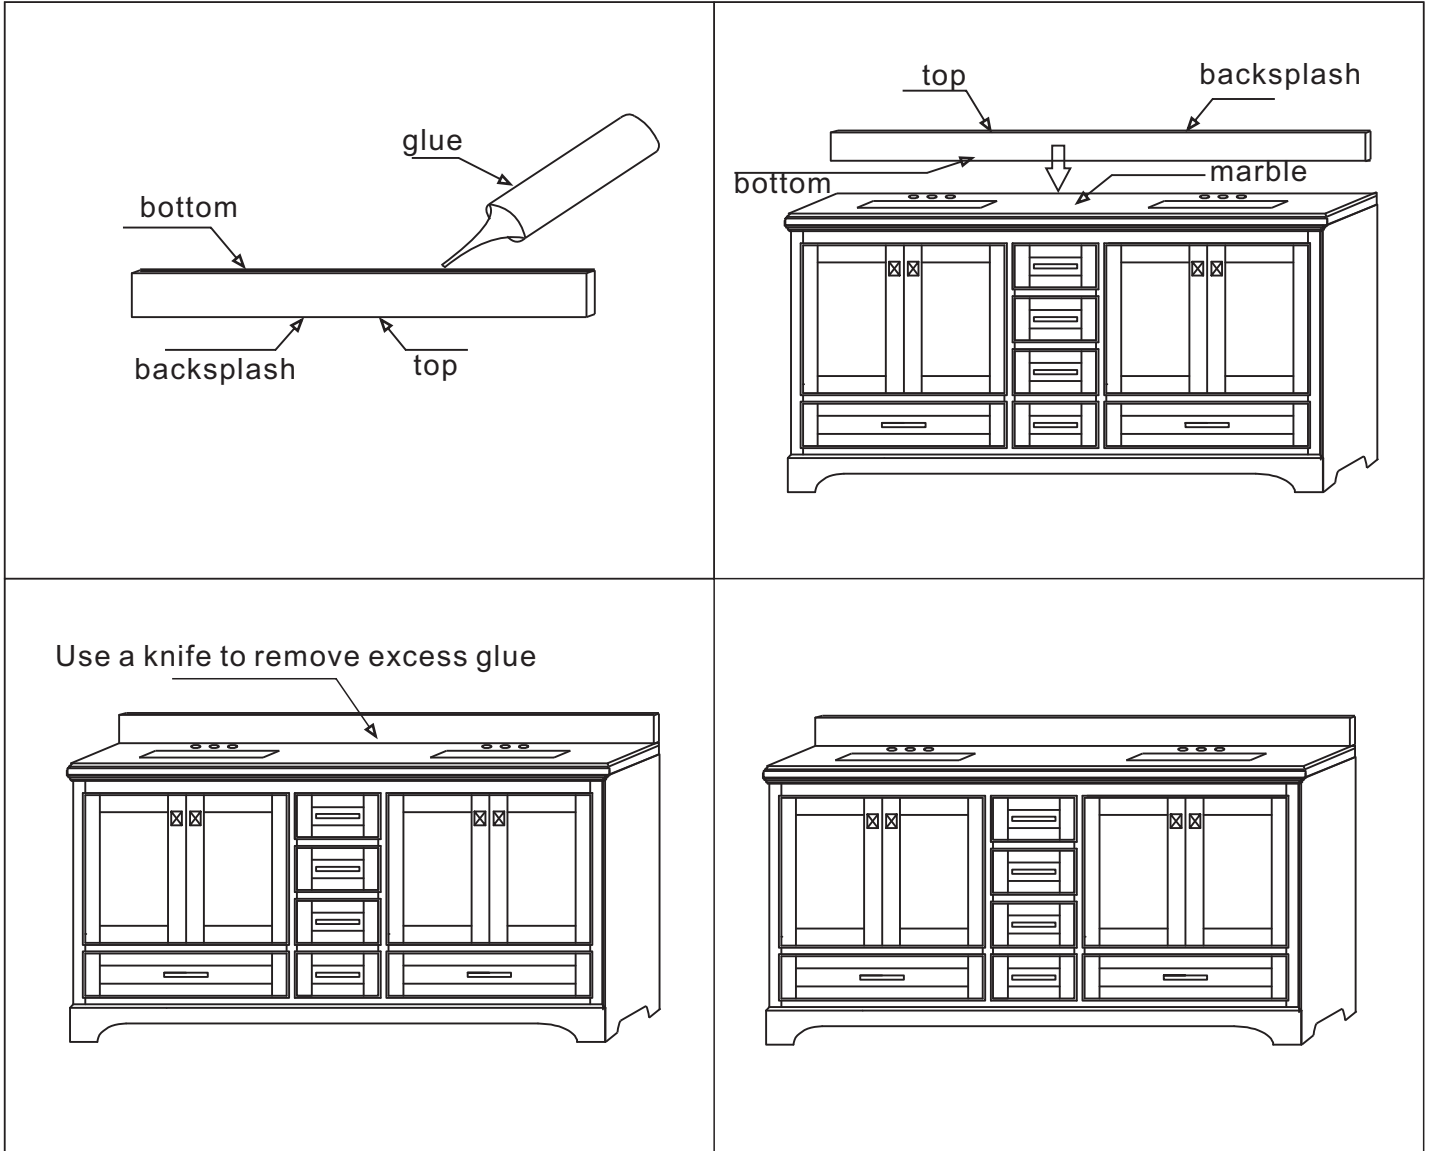 glue
bottom
backsplash
top
top
backsplash
bottom
marble
Use a knife to remove excess glue